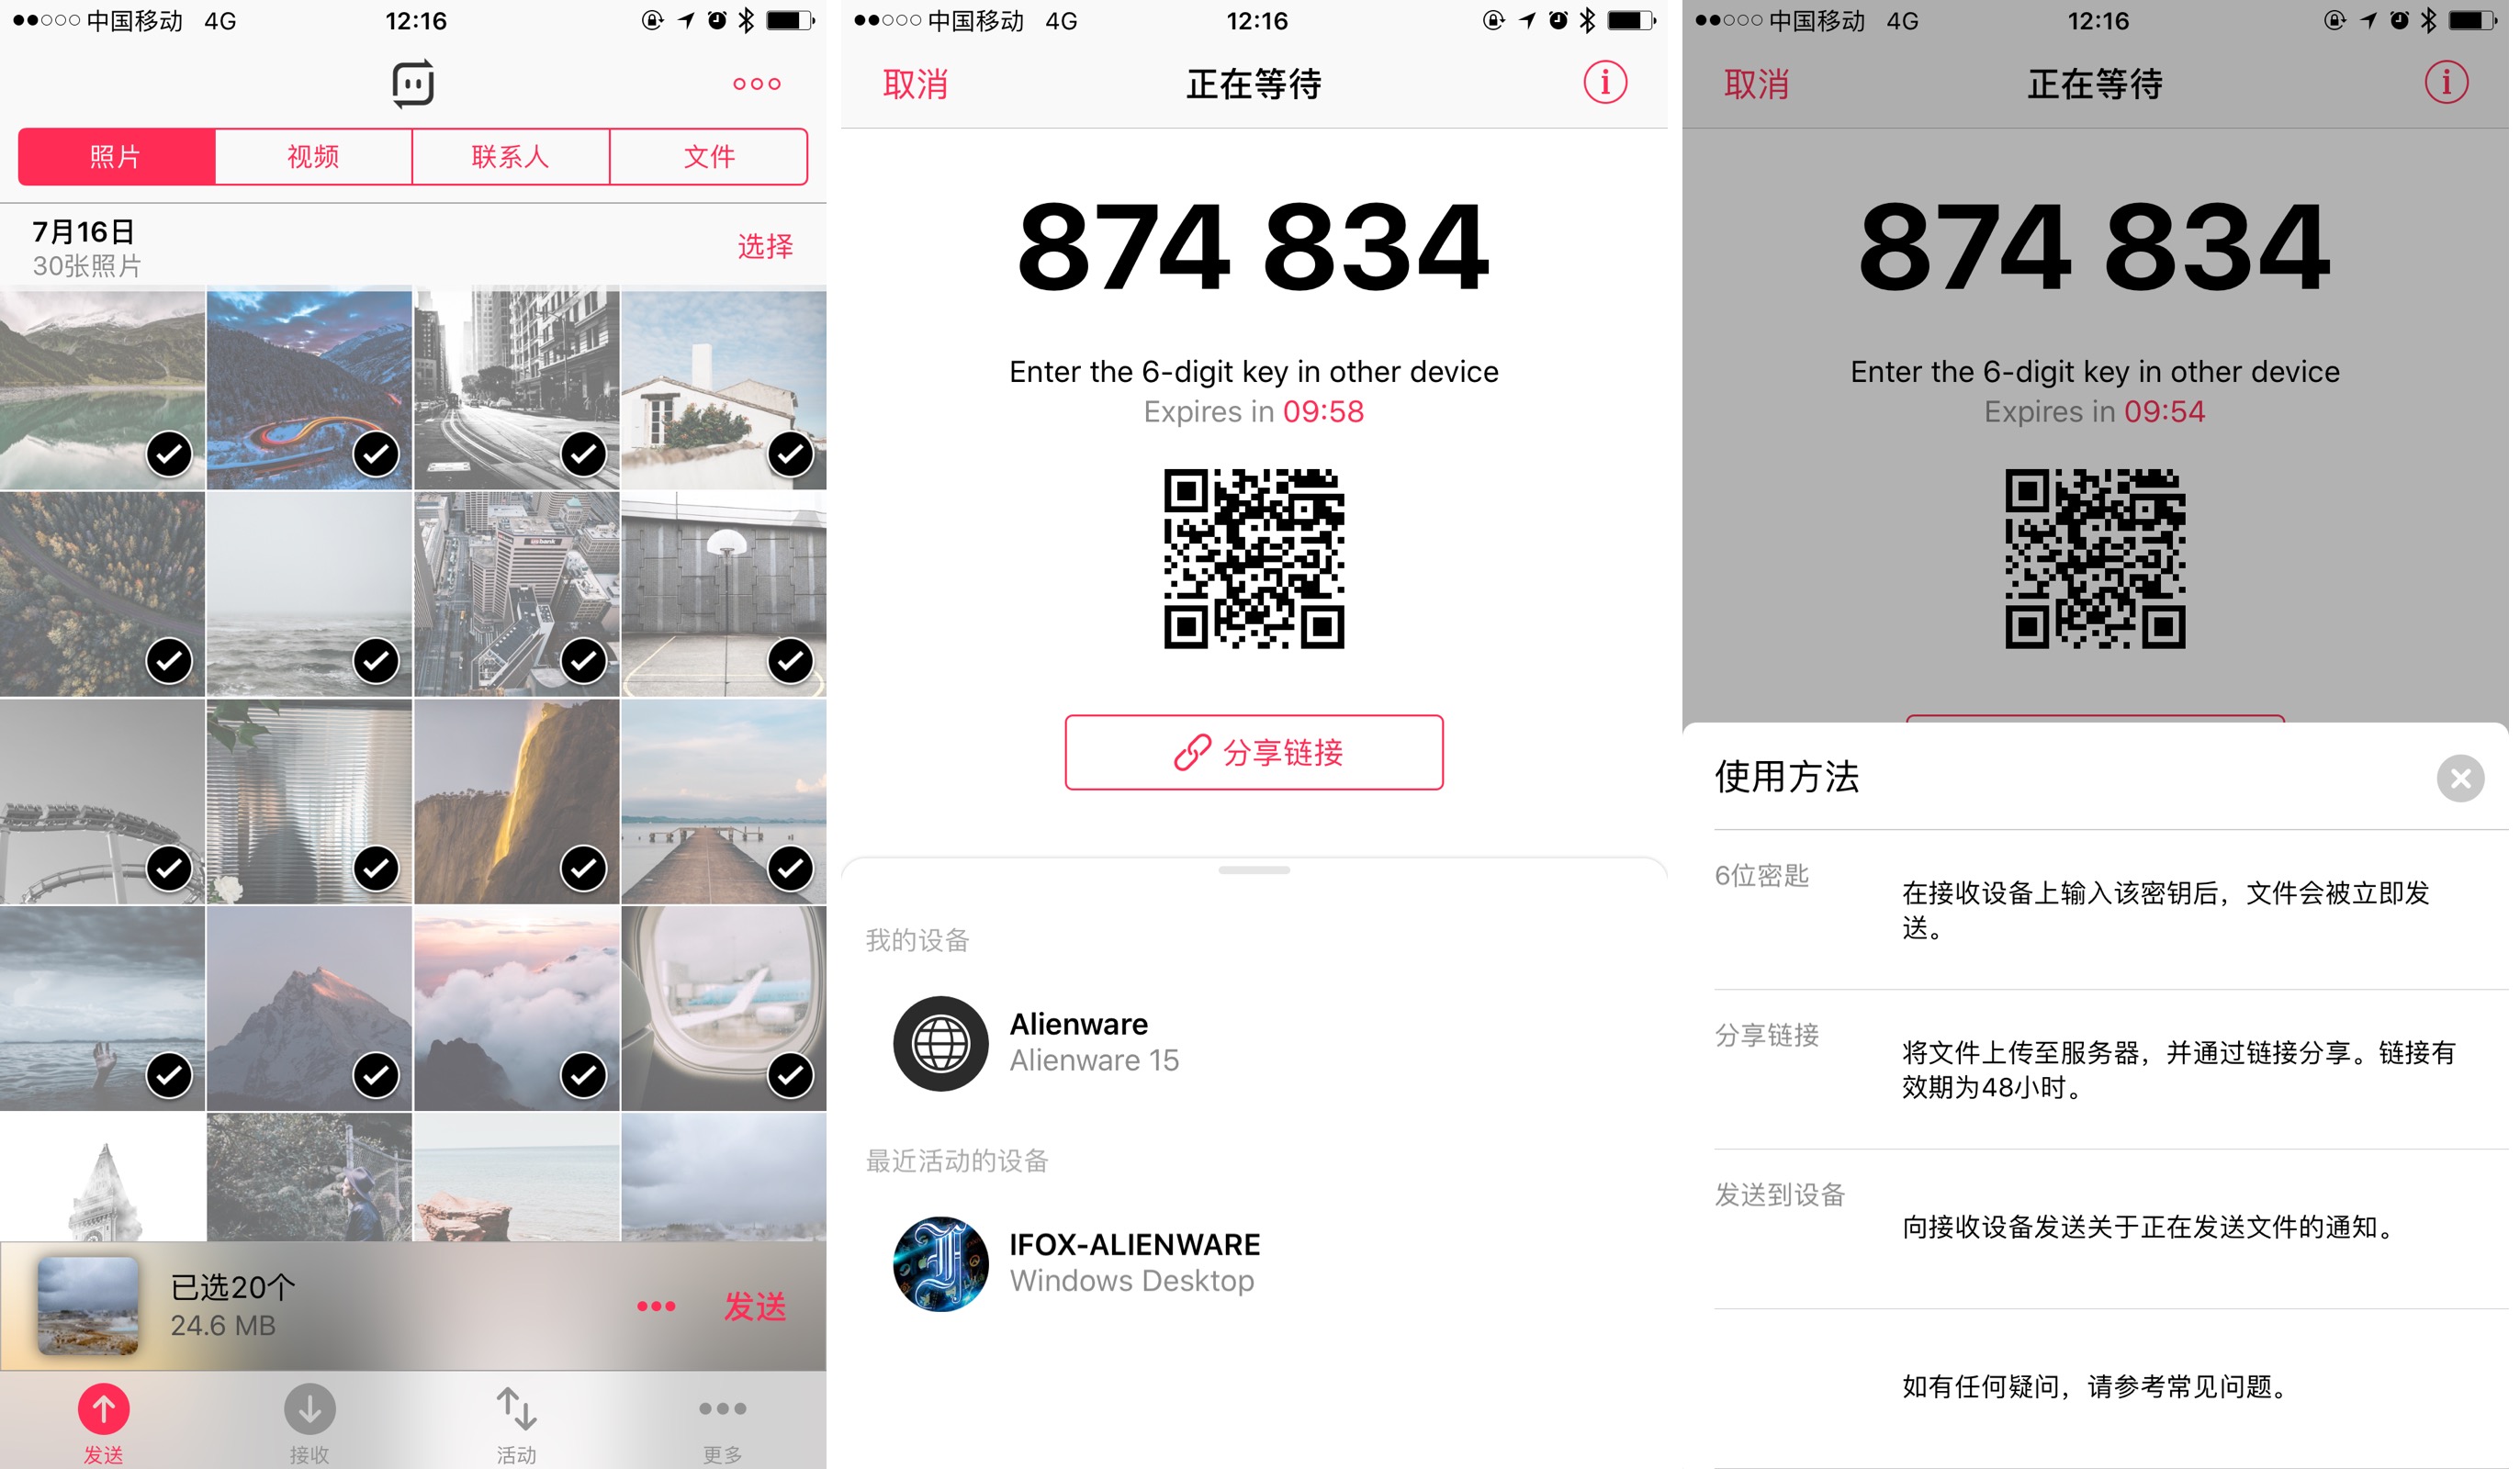 中国移动 4G 12:16
照片 视频 联系人 文件
7月16日
30张照片
选择
usbank
已选20个
24.6 MB
发送
发送 接收 活动 更多
中国移动 4G 12:16
取消 正在等待
874 834
Enter the 6-digit key in other device
Expires in 09:58
分享链接
我的设备
Alienware
Alienware 15
最近活动的设备
IFOX-ALIENWARE
Windows Desktop
中国移动 4G 12:16
取消 正在等待
874 834
Enter the 6-digit key in other device
Expires in 09:54
使用方法
6位密匙
在接收设备上输入该密钥后，文件会被立即发
送。
分享链接
将文件上传至服务器，并通过链接分享。链接有
效期为48小时。
发送到设备
向接收设备发送关于正在发送文件的通知。
如有任何疑问，请参考常见问题。